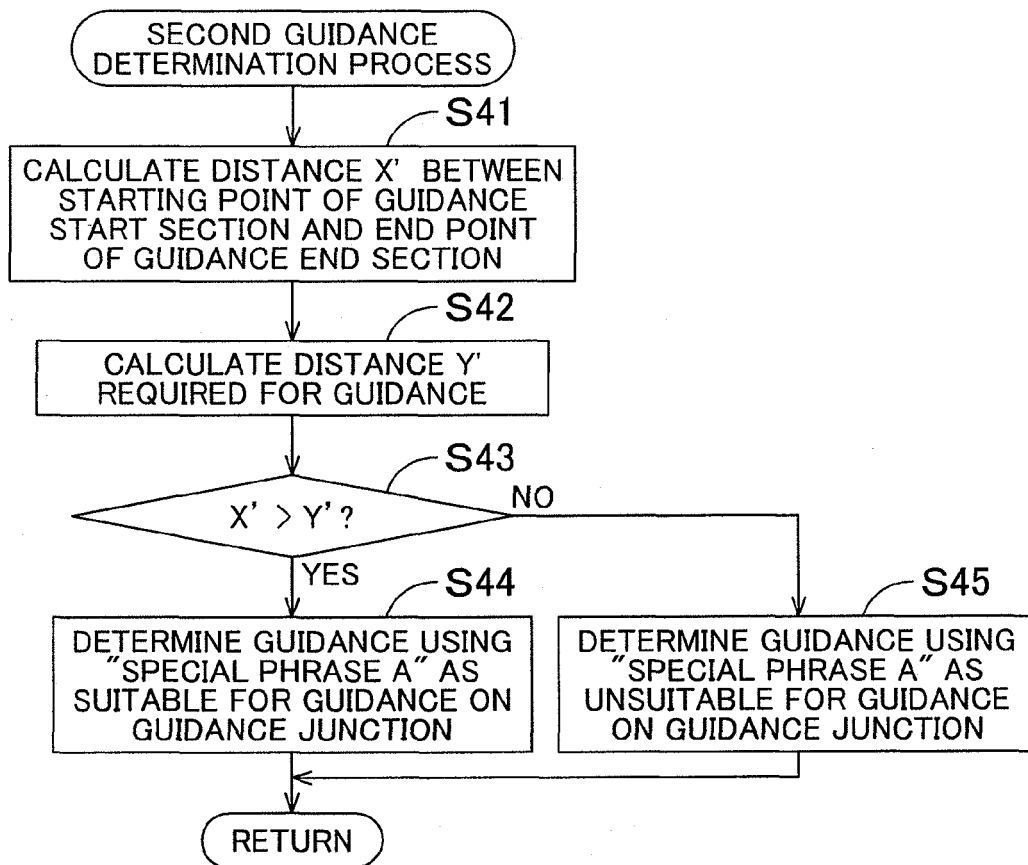 SECOND GUIDANCE
DETERMINATION PROCESS
S41
CALCULATE DISTANCE X' BETWEEN
STARTING POINT OF GUIDANCE
START SECTION AND END POINT
OF GUIDANCE END SECTION
S42
CALCULATE DISTANCE Y'
REQUIRED FOR GUIDANCE
S43
X' > Y'?
NO
YES
S44
DETERMINE GUIDANCE USING
"SPECIAL PHRASE A" AS
SUITABLE FOR GUIDANCE ON
GUIDANCE JUNCTION
S45
DETERMINE GUIDANCE USING
"SPECIAL PHRASE A" AS
UNSUITABLE FOR GUIDANCE
ON GUIDANCE JUNCTION
RETURN